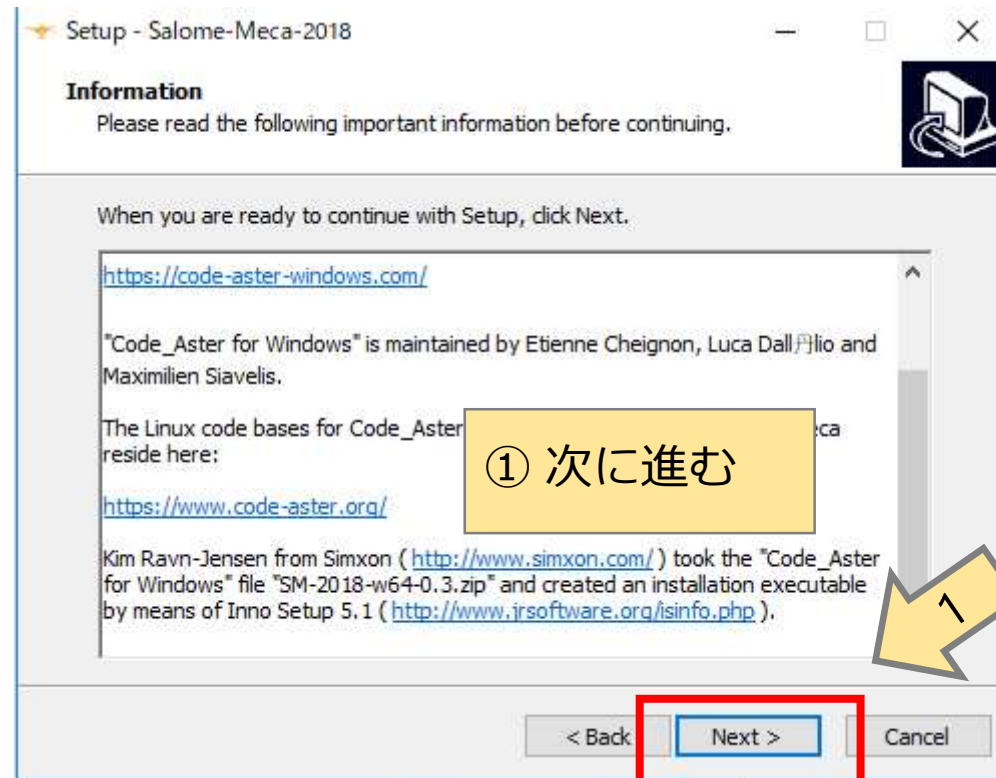 Setup - Salome-Meca-2018
Information
Please read the following important information before continuing.
When you are ready to continue with Setup, click Next.
https://code-aster-windows.com/
"Code_Aster for Windows" is maintained by Etienne Cheignon, Luca Dall丹lio and
Maximilien Siavelis.
The Linux code bases for Code_Aster eca
reside here:
① 次に進む
https://www.code-aster.org/
Kim Ravn-Jensen from Simxon ( http://www.simxon.com/ ) took the "Code_Aster
for Windows" file "SM-2018-w64-0.3.zip" and created an installation executable
by means of Inno Setup 5.1 ( http://www.jrsoftware.org/isinfo.php ).
1
< Back Next > Cancel